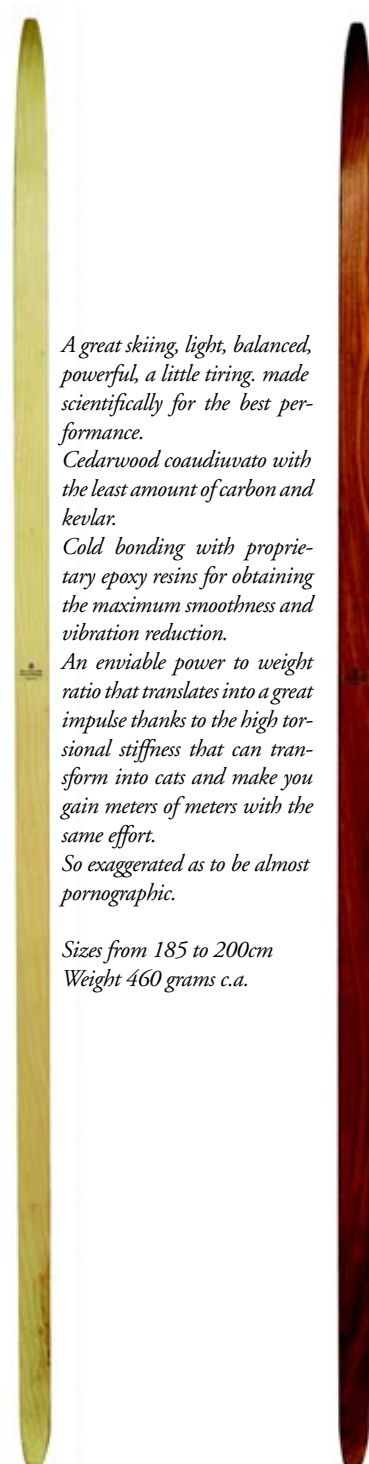 A great skiing, light, balanced,
powerful, a little tiring. made
scientifically for the best per-
formance.
Cedarwood coaudiuvato with
the least amount of carbon and
kevlar.
Cold bonding with proprie-
tary epoxy resins for obtaining
the maximum smoothness and
vibration reduction.
An enviable power to weight
ratio that translates into a great
impulse thanks to the high tor-
sional stiffness that can tran-
sform into cats and make you
gain meters of meters with the
same effort.
So exaggerated as to be almost
pornographic.
Sizes from 185 to 200cm
Weight 460 grams c.a.